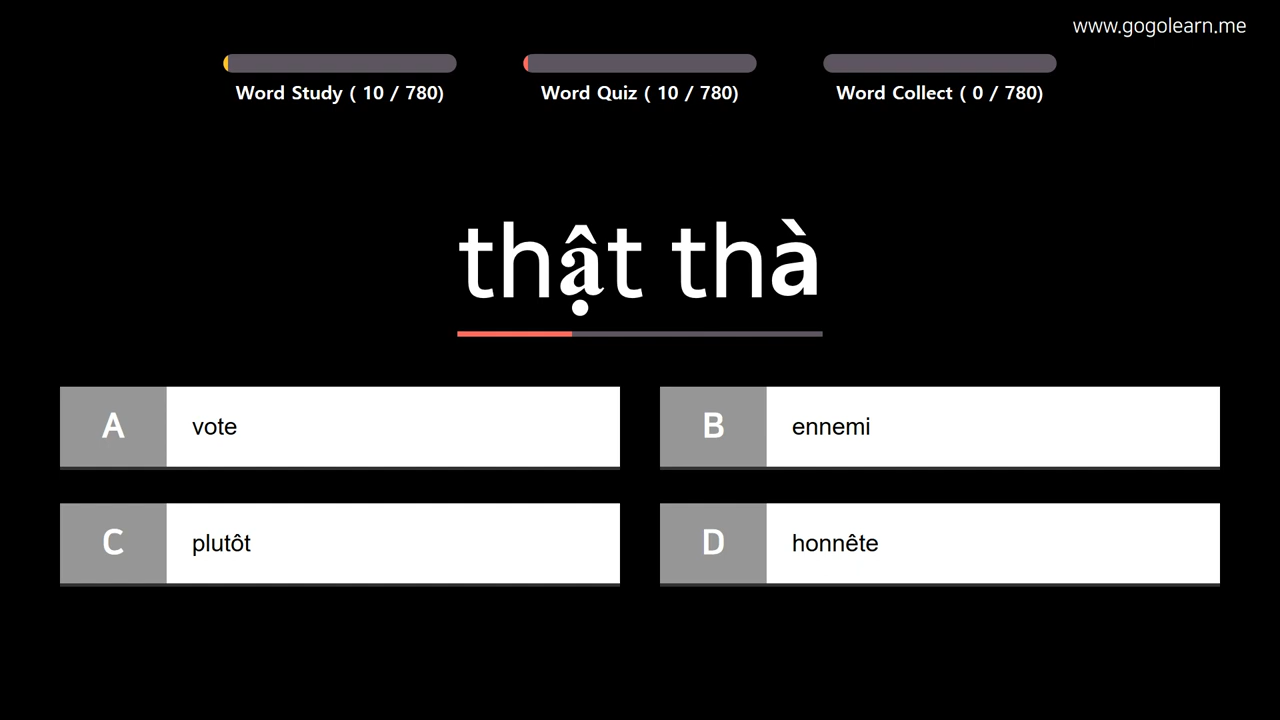 www.gogolearn.me
Word Study ( 10 / 780)
Word Quiz ( 10 / 780)
Word Collect ( 0 / 780)
thật thà
A vote
B ennemi
C plutôt
D honnête